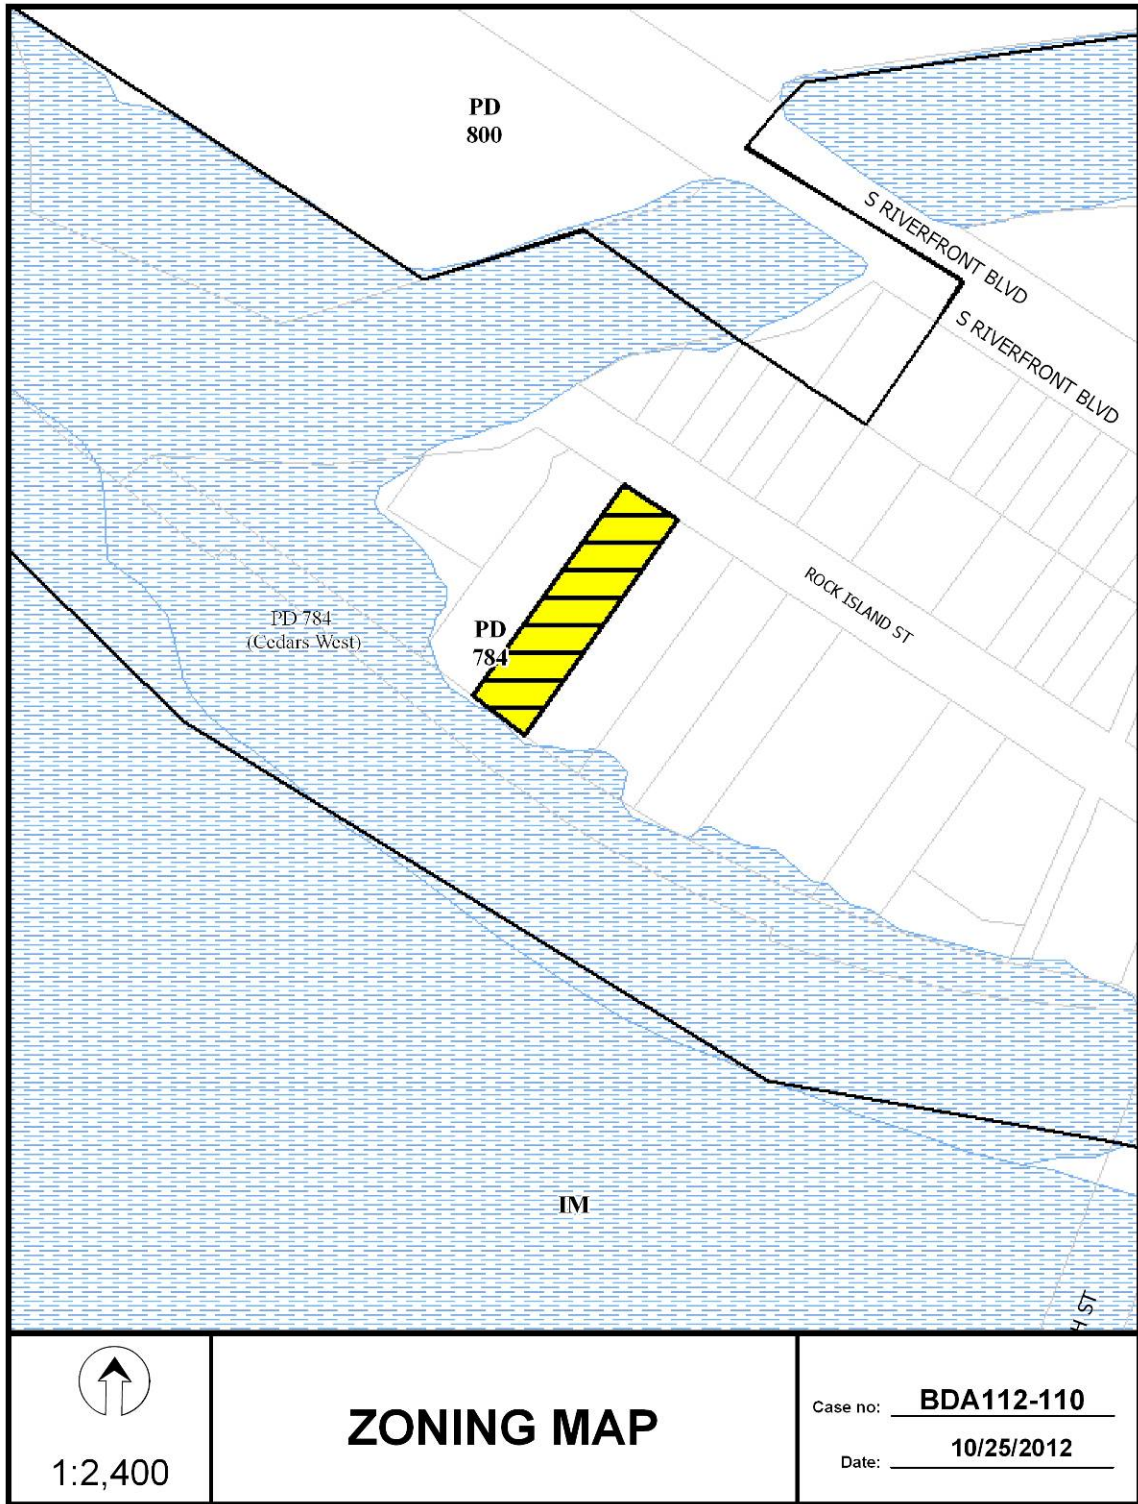 PD
800
S RIVERFRONT BLVD
S RIVERFRONT BLVD
ROCK ISLAND ST
PD 784
(Cedars West)
PD
784
IM
H ST
1:2,400
ZONING MAP
Case no: BDA112-110
Date: 10/25/2012